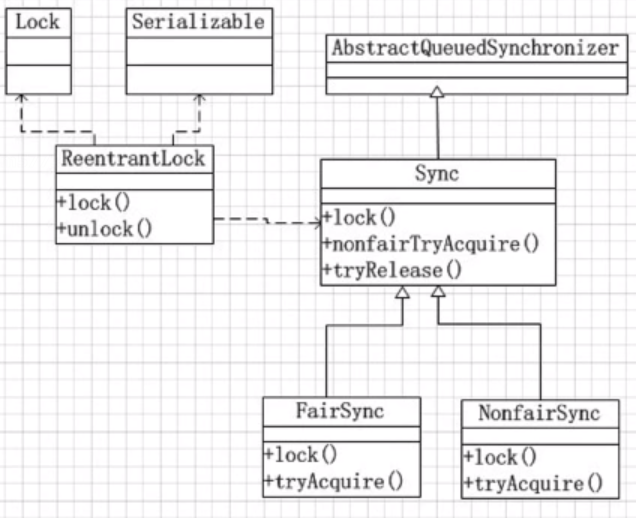 Lock
Serializable
AbstractQueuedSynchronizer
ReentrantLock
+lock()
+unlock()
Sync
+lock()
+nonfairTryAcquire()
+tryRelease()
FairSync
+lock()
+tryAcquire()
NonfairSync
+lock()
+tryAcquire()